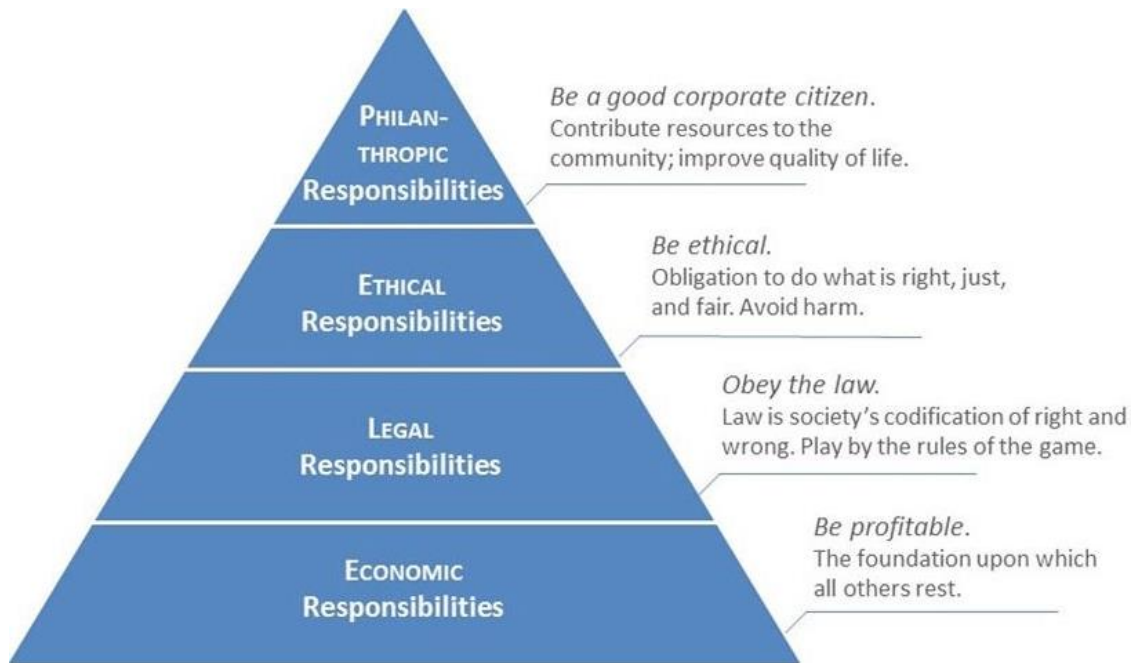 PHILAN-
THROPIC
Responsibilities
Be a good corporate citizen.
Contribute resources to the
community; improve quality of life.
ETHICAL
Responsibilities
Be ethical.
Obligation to do what is right, just,
and fair. Avoid harm.
LEGAL
Responsibilities
Obey the law.
Law is society’s codification of right and
wrong. Play by the rules of the game.
ECONOMIC
Responsibilities
Be profitable.
The foundation upon which
all others rest.